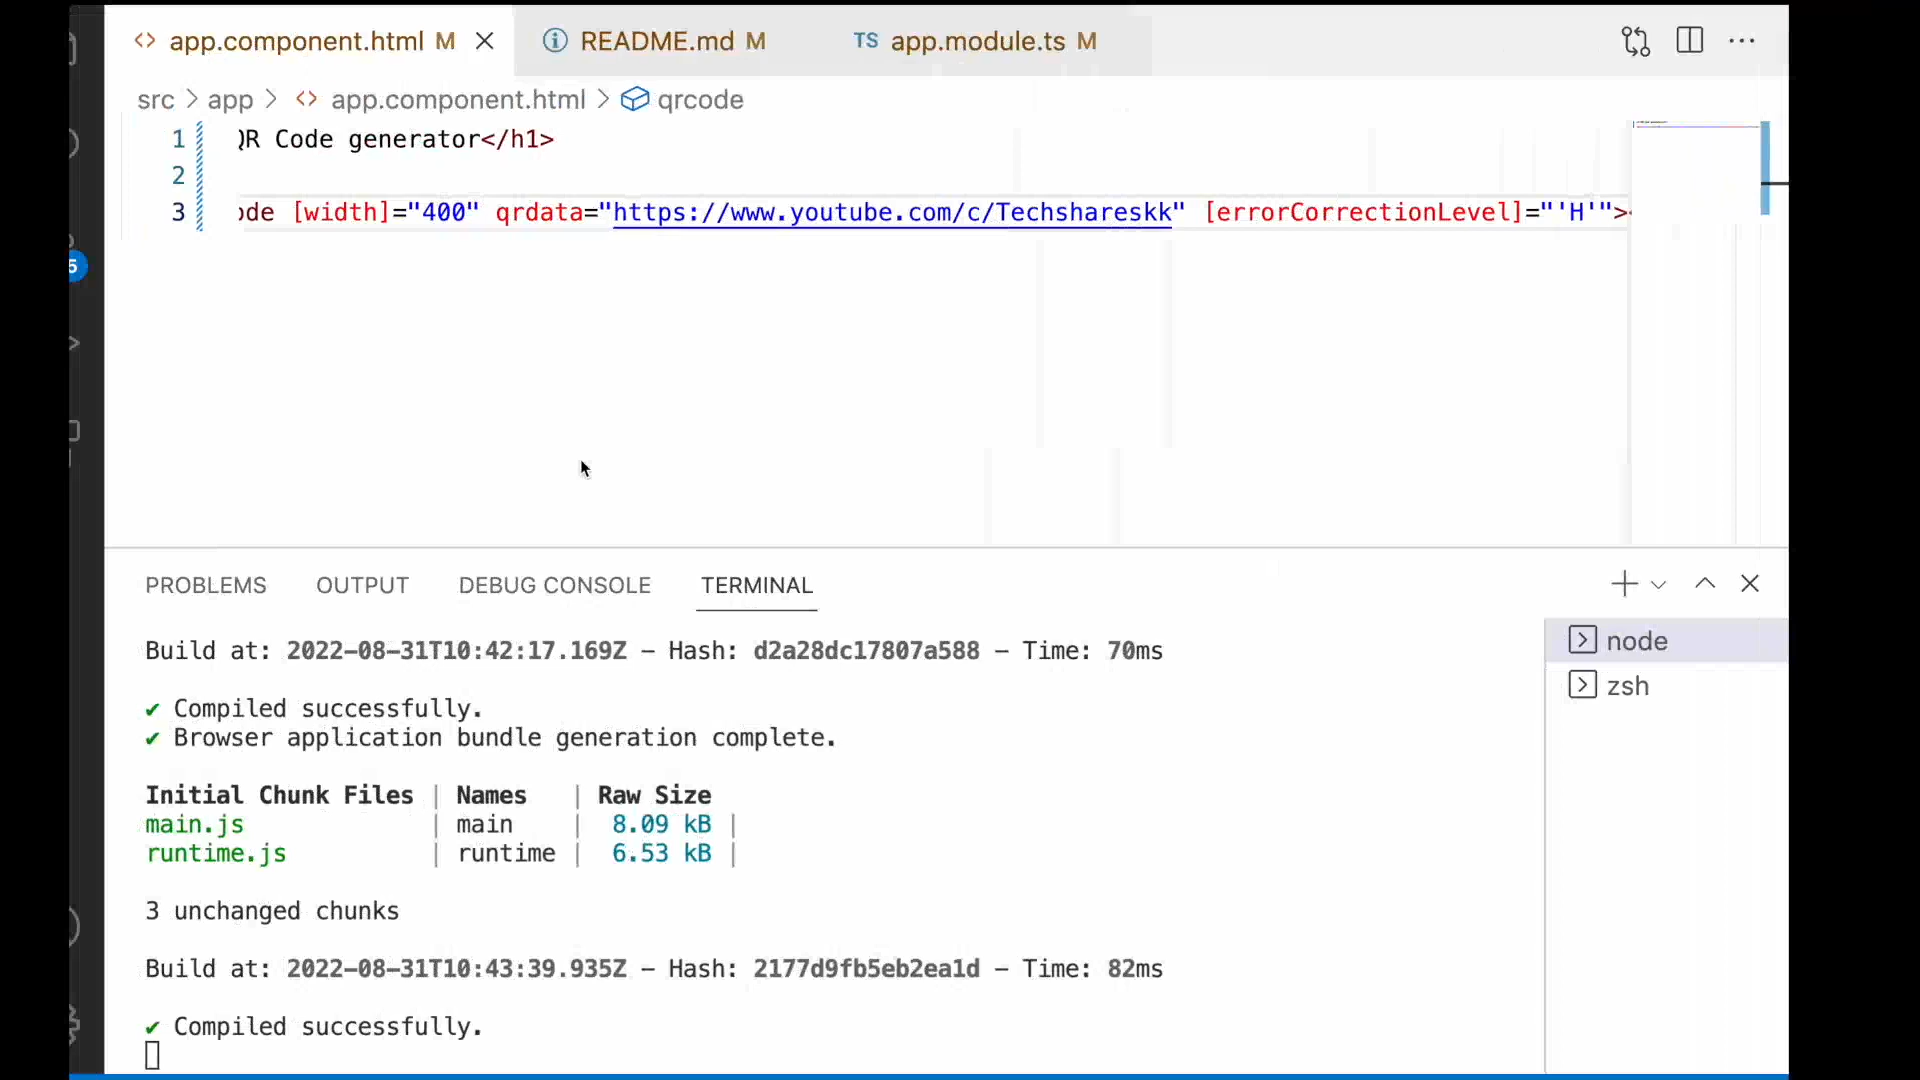 <> app.component.html M
README.md M
TS app.module.ts M
src > app > <> app.component.html > qrcode
1 QR Code generator</h1>
2
3 ode [width]="400" qrdata="https://www.youtube.com/c/Techshareskk" [errorCorrectionLevel]="'H'">
5
PROBLEMS OUTPUT DEBUG CONSOLE TERMINAL
node
zsh
Build at: 2022-08-31T10:42:17.169Z - Hash: d2a28dc17807a588 - Time: 70ms
✔ Compiled successfully.
✔ Browser application bundle generation complete.
Initial Chunk Files | Names | Raw Size
main.js | main | 8.09 kB |
runtime.js | runtime | 6.53 kB |
3 unchanged chunks
Build at: 2022-08-31T10:43:39.935Z - Hash: 2177d9fb5eb2ea1d - Time: 82ms
✔ Compiled successfully.